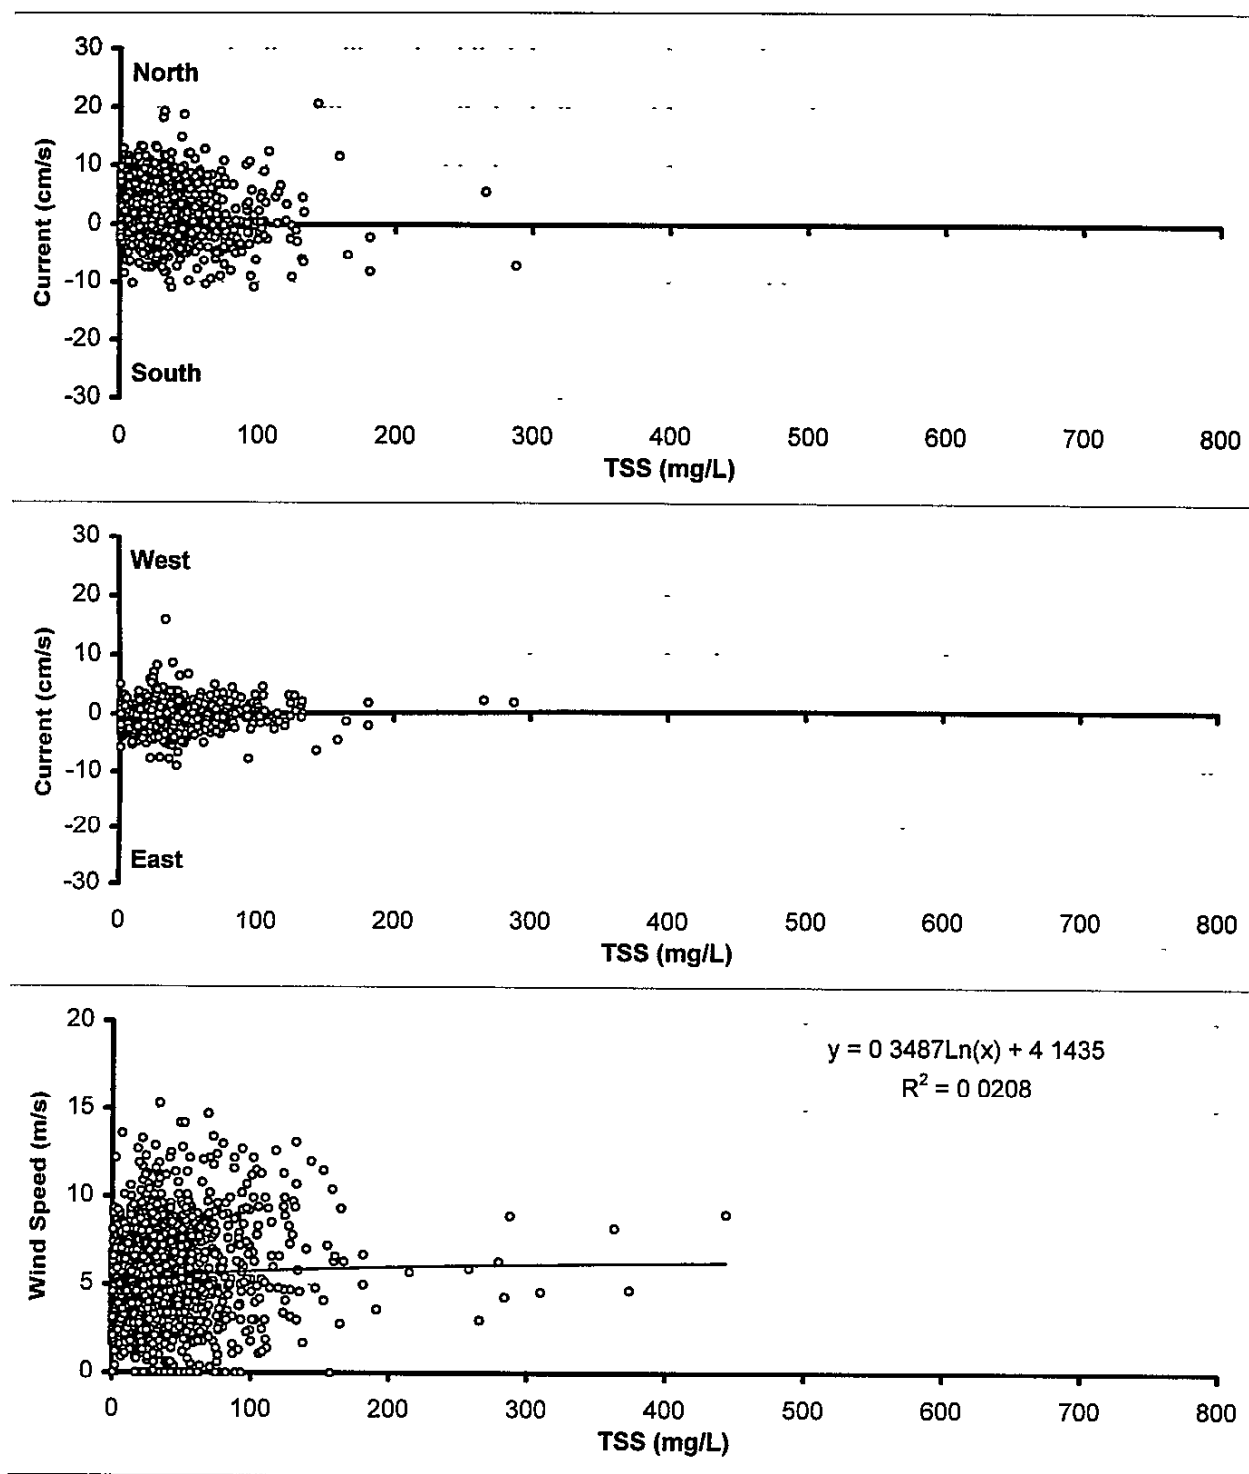 30
North
20
10
0
-10
-20
South
-30
Current (cm/s)
0 100 200 300 400 500 600 700 800
TSS (mg/L)
30
West
20
10
0
-10
-20
East
-30
Current (cm/s)
0 100 200 300 400 500 600 700 800
TSS (mg/L)
20
y = 0 3487Ln(x) + 4 1435
R² = 0 0208
15
10
5
0
Wind Speed (m/s)
0 100 200 300 400 500 600 700 800
TSS (mg/L)